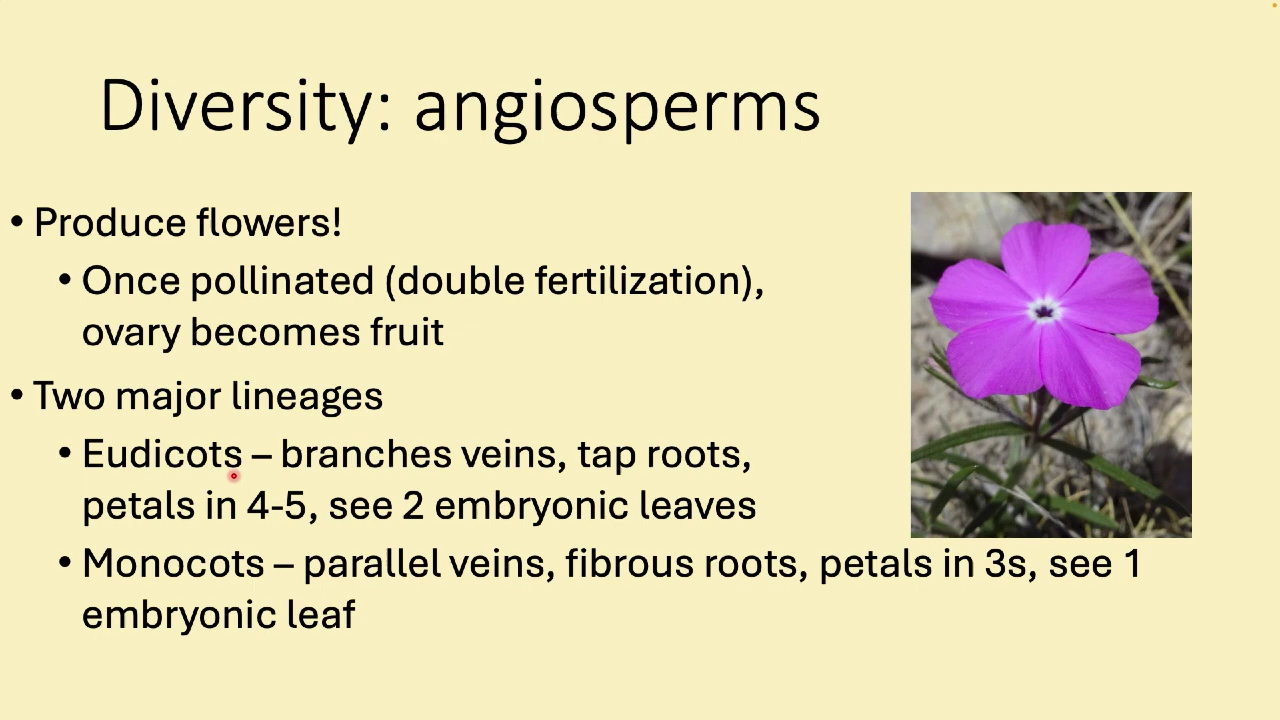 Diversity: angiosperms
• Produce flowers!
• Once pollinated (double fertilization),
ovary becomes fruit
• Two major lineages
• Eudicots – branches veins, tap roots,
petals in 4-5, see 2 embryonic leaves
• Monocots – parallel veins, fibrous roots, petals in 3s, see 1
embryonic leaf